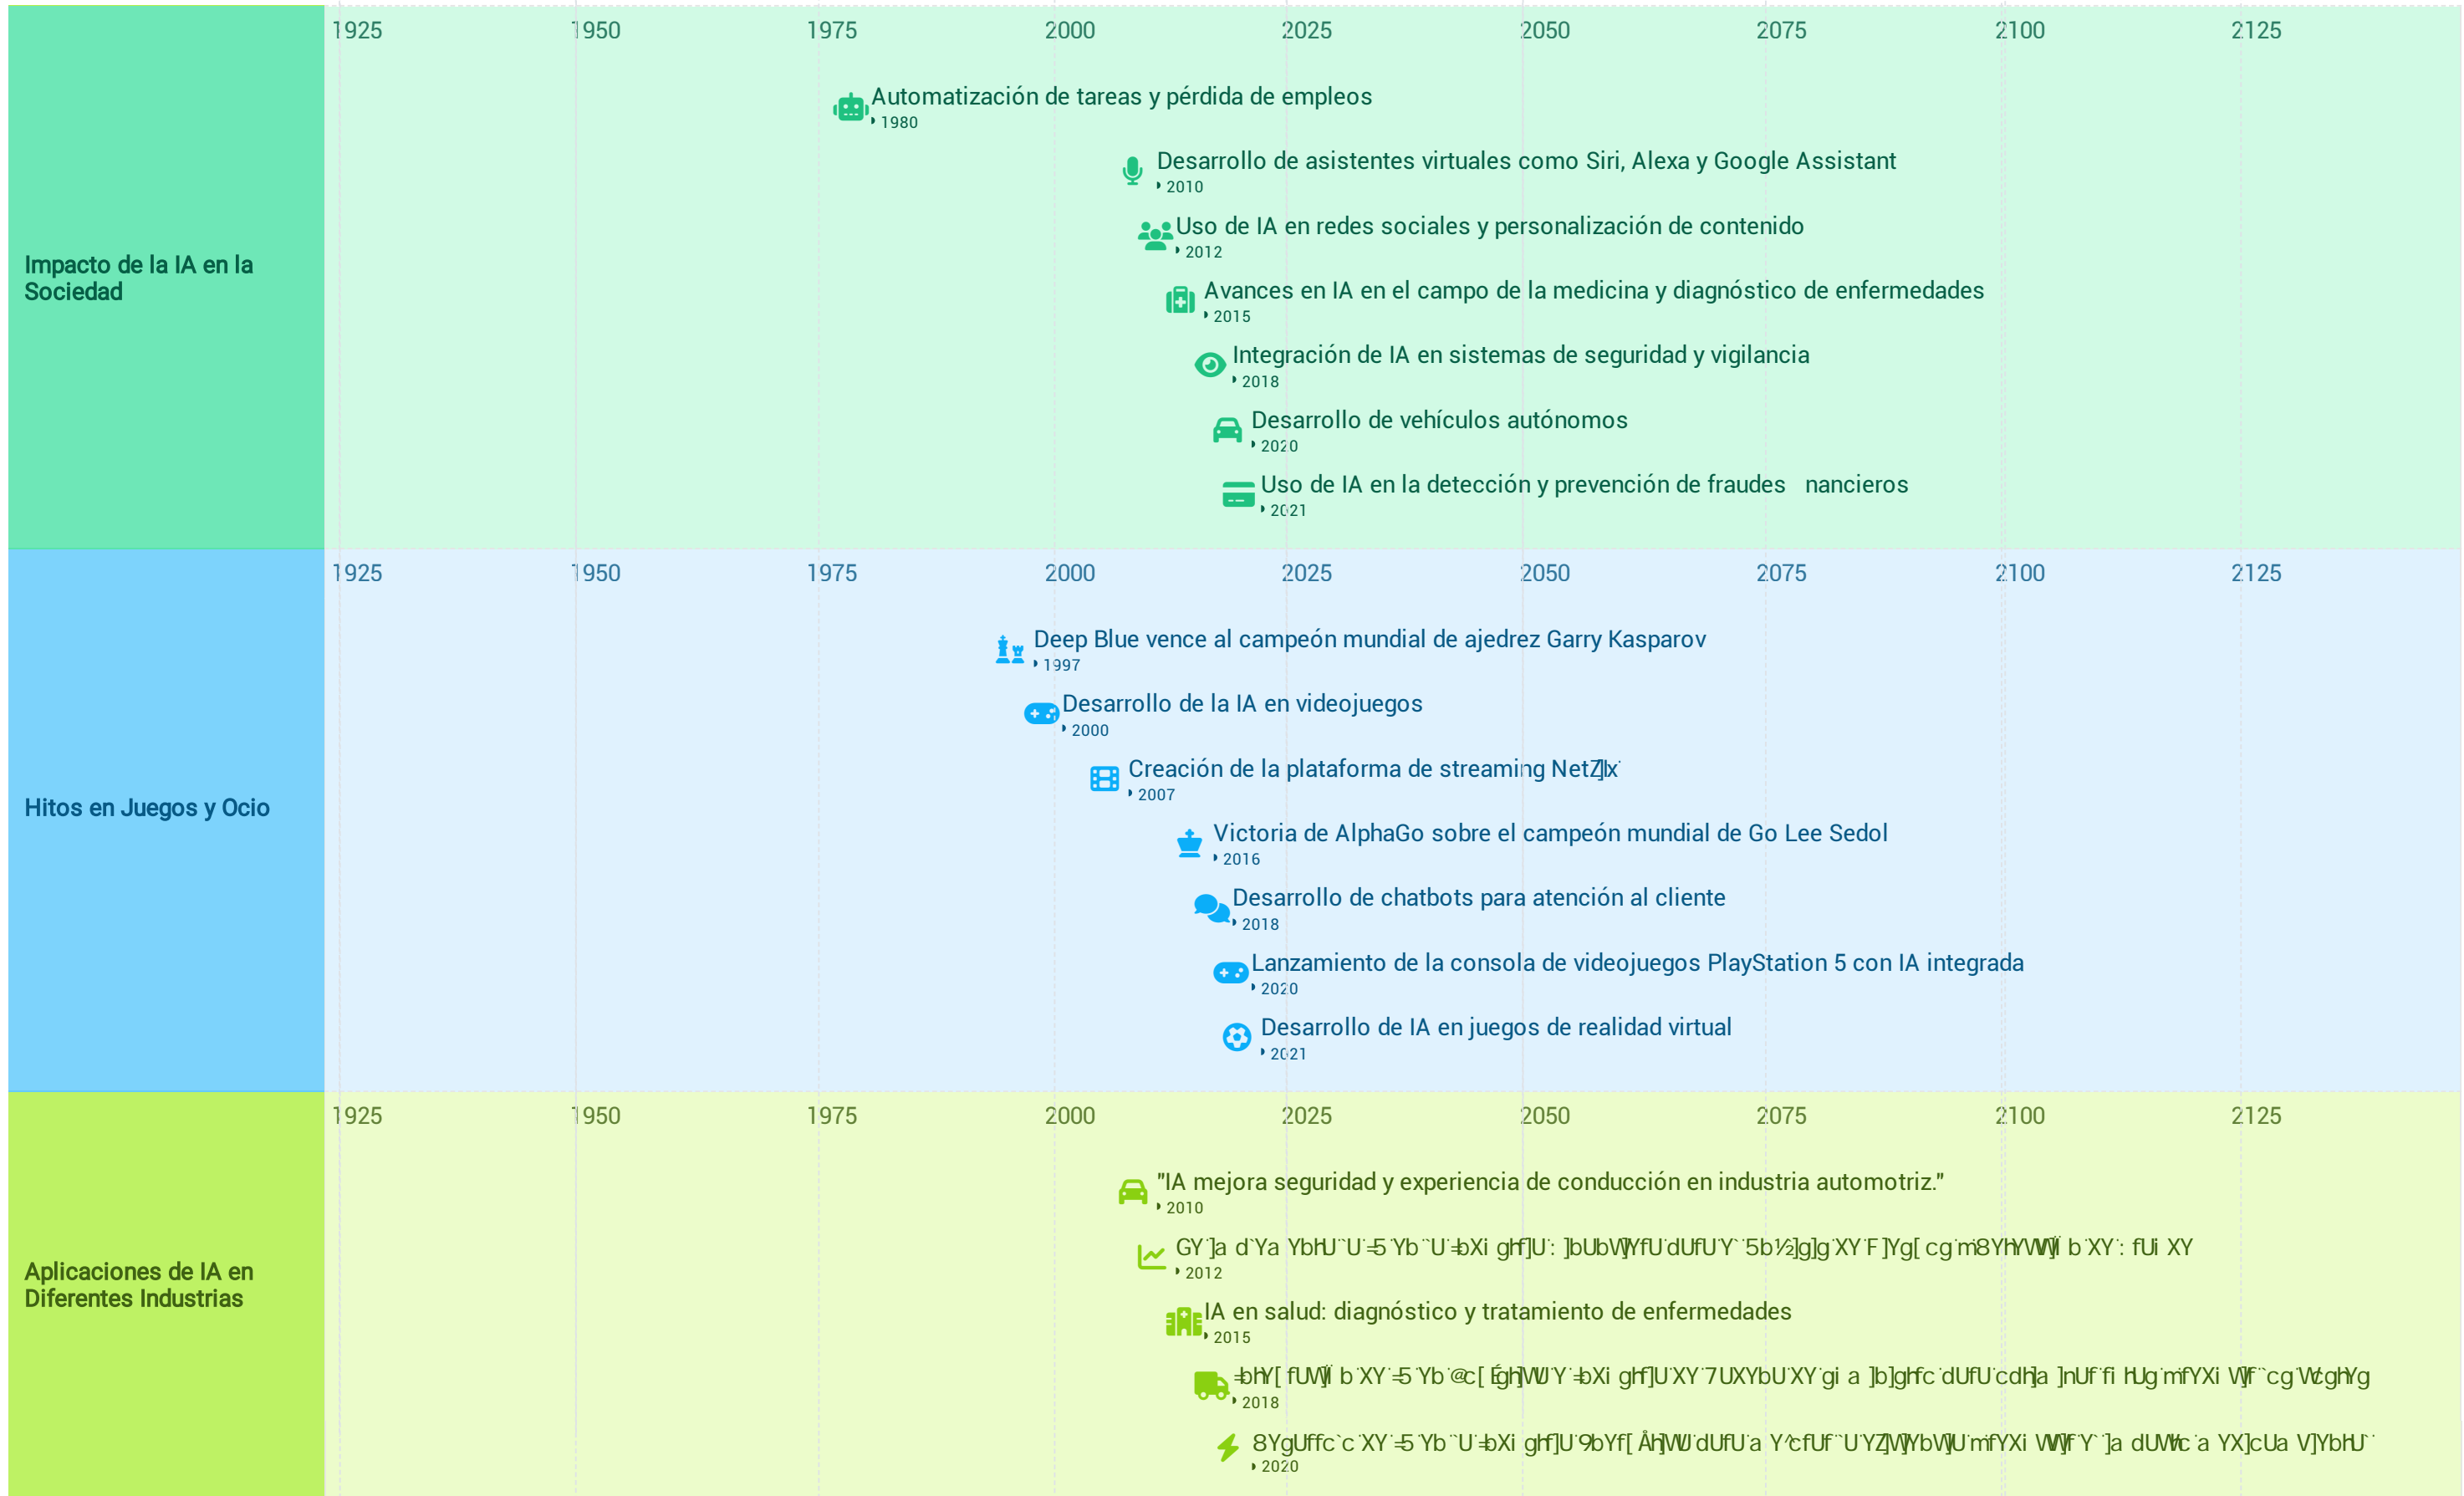 1925 1950 1975 2000 2025 2050 2075 2100 2125
Automatización de tareas y pérdida de empleos
1980
Desarrollo de asistentes virtuales como Siri, Alexa y Google Assistant
2010
Uso de IA en redes sociales y personalización de contenido
2012
Avances en IA en el campo de la medicina y diagnóstico de enfermedades
2015
Impacto de la IA en la
Sociedad
Integración de IA en sistemas de seguridad y vigilancia
2018
Desarrollo de vehículos autónomos
2020
Uso de IA en la detección y prevención de fraudes nancieros
2021
1925 1950 1975 2000 2025 2050 2075 2100 2125
Deep Blue vence al campeón mundial de ajedrez Garry Kasparov
1997
Desarrollo de la IA en videojuegos
2000
Creación de la plataforma de streaming
2007
Hitos en Juegos y Ocio
Victoria de AlphaGo sobre el campeón mundial de Go Lee Sedol
2016
Desarrollo de chatbots para atención al cliente
2018
Lanzamiento de la consola de videojuegos PlayStation 5 con IA integrada
2020
Desarrollo de IA en juegos de realidad virtual
2021
1925 1950 1975 2000 2025 2050 2075 2100 2125
"IA mejora seguridad y experiencia de conducción en industria automotriz."
2010
2012
Aplicaciones de IA en
Diferentes Industrias
IA en salud: diagnóstico y tratamiento de enfermedades
2015
2018
2020